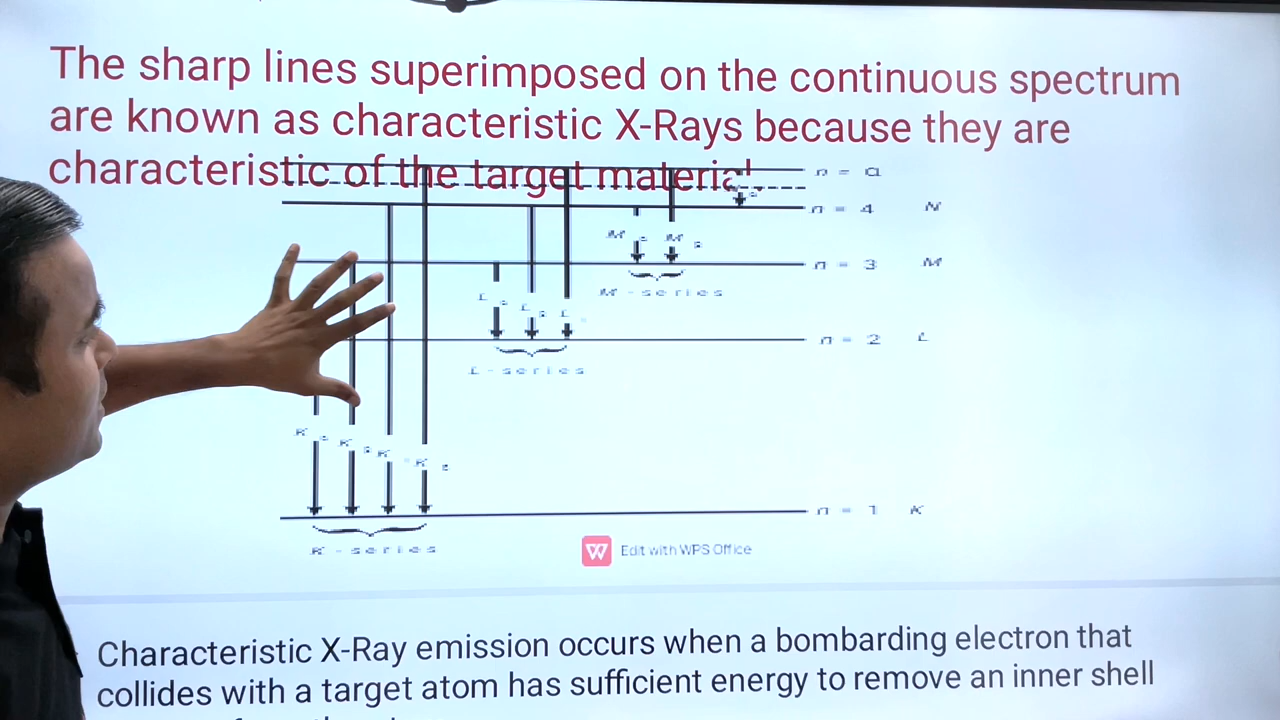 The sharp lines superimposed on the continuous spectrum
are known as characteristic X-Rays because they are
characteristic of the target material.
n = 4 N
n = 3 M
M - series
n = 2 L
L - series
n = 1 K
K - series
Edit with WPS Office
Characteristic X-Ray emission occurs when a bombarding electron that
collides with a target atom has sufficient energy to remove an inner shell